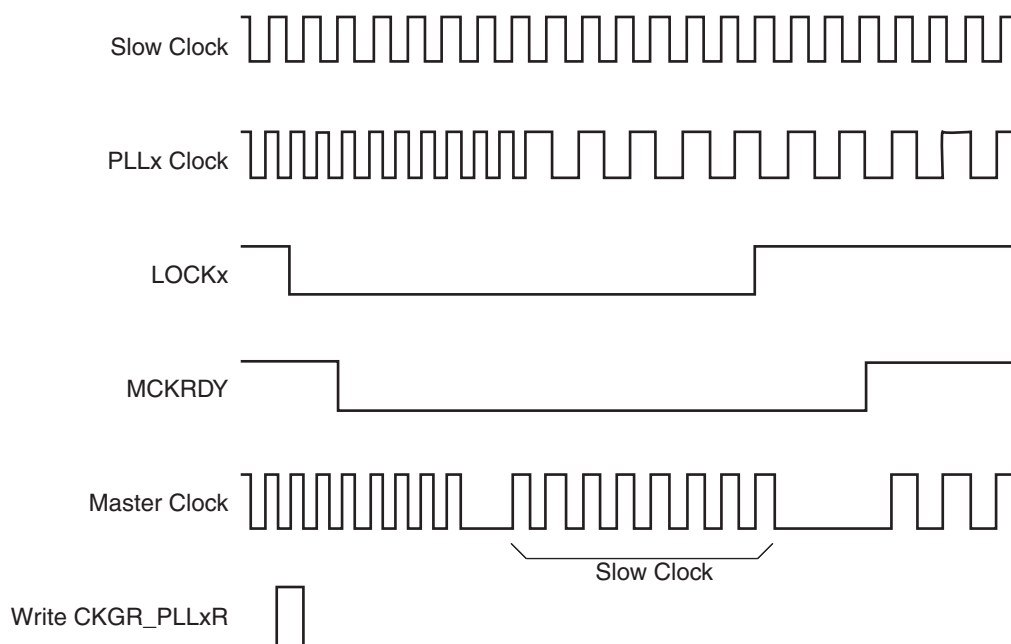 Slow Clock
PLLx Clock
LOCKx
MCKRDY
Master Clock
Slow Clock
Write CKGR_PLLxR